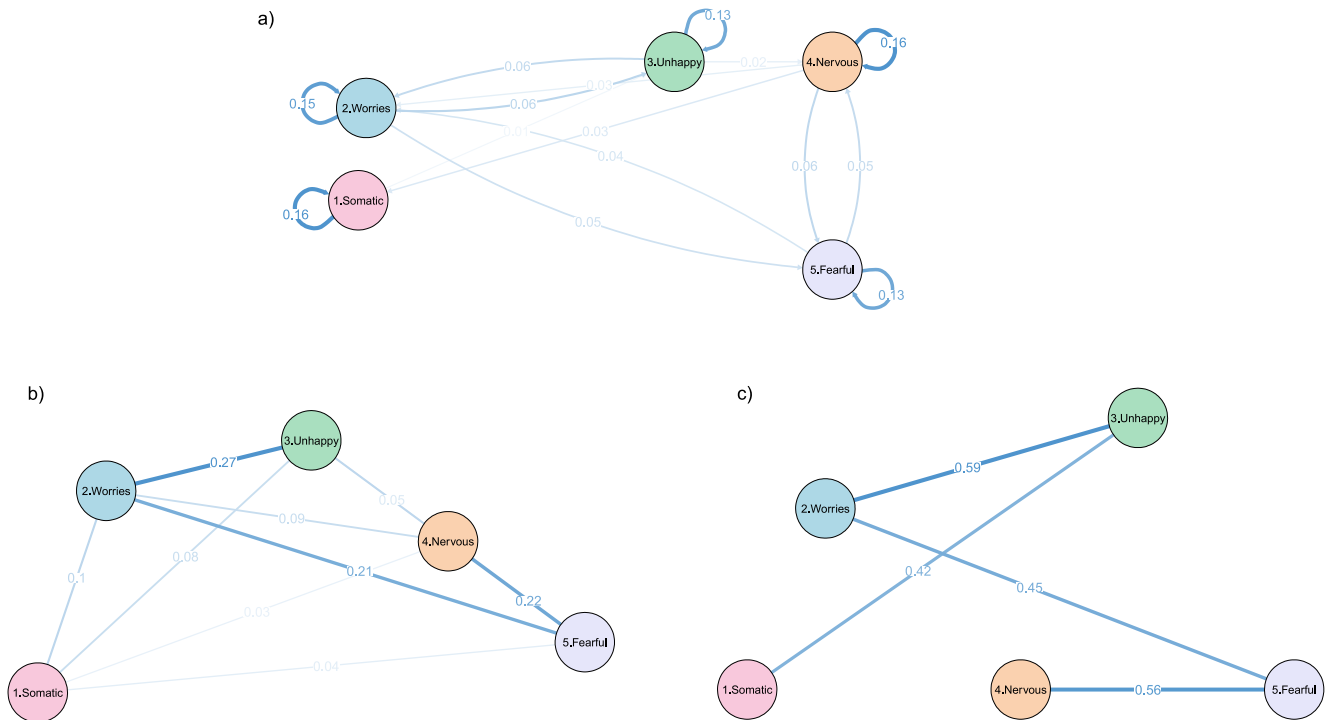 a)
0.13
3.Unhappy
0.02
4.Nervous
0.16
0.06
0.03
0.15
2.Worries
0.06
0.01
0.03
0.04
0.06
0.05
1.Somatic
0.16
0.05
5.Fearful
0.13
b)
3.Unhappy
0.27
2.Worries
0.05
0.09
4.Nervous
0.08
0.1
0.21
0.22
0.03
5.Fearful
0.04
1.Somatic
c)
3.Unhappy
0.59
2.Worries
0.42
0.45
1.Somatic
4.Nervous
0.56
5.Fearful